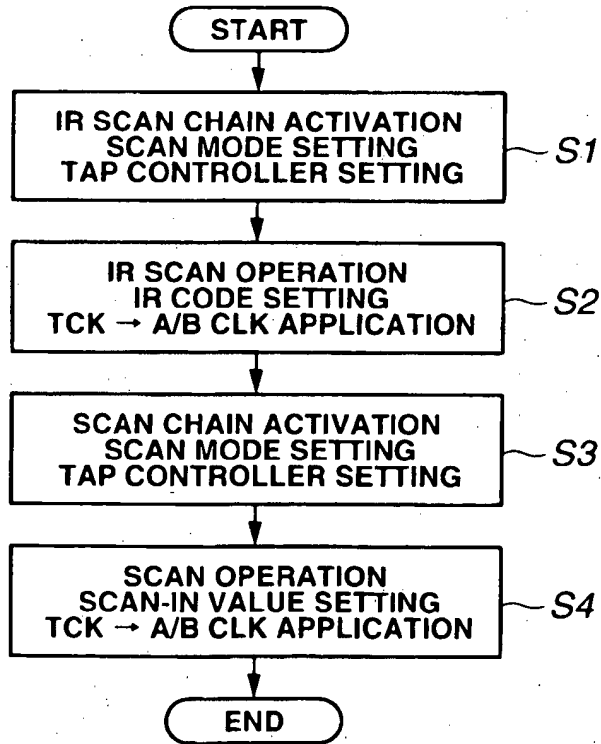 START
IR SCAN CHAIN ACTIVATION
SCAN MODE SETTING
TAP CONTROLLER SETTING
S1
IR SCAN OPERATION
IR CODE SETTING
TCK → A/B CLK APPLICATION
S2
SCAN CHAIN ACTIVATION
SCAN MODE SETTING
TAP CONTROLLER SETTING
S3
SCAN OPERATION
SCAN-IN VALUE SETTING
TCK → A/B CLK APPLICATION
S4
END